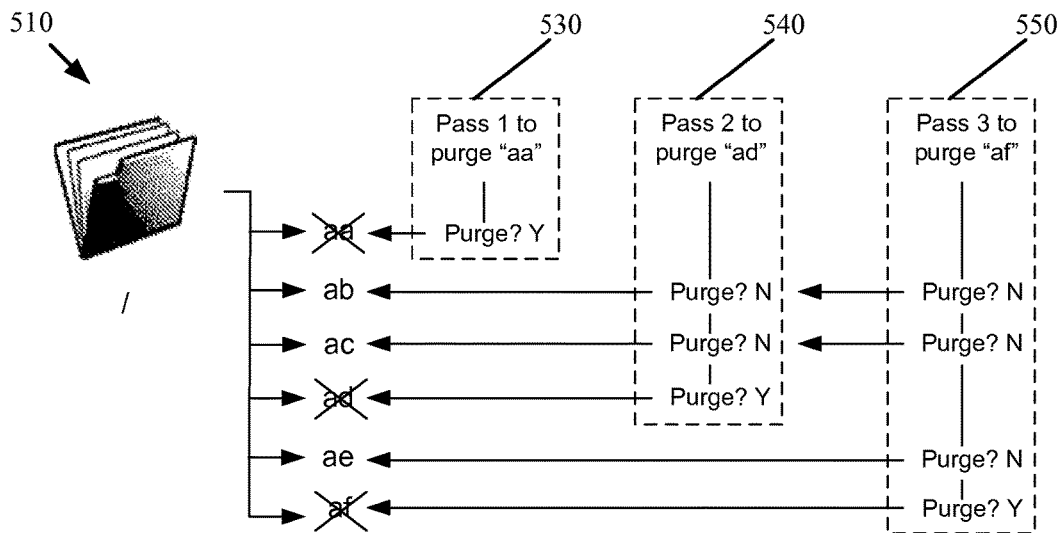 510
530
540
550
Pass 1 to
purge “aa”
Pass 2 to
purge “ad”
Pass 3 to
purge “af”
aa
Purge? Y
/
ab
Purge? N
Purge? N
ac
Purge? N
Purge? N
ad
Purge? Y
ae
Purge? N
af
Purge? Y